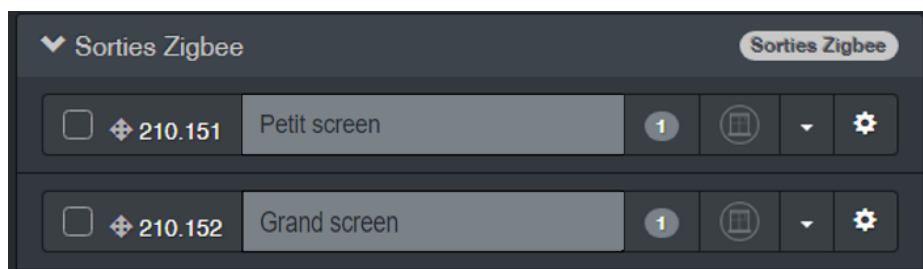 Sorties Zigbee Sorties Zigbee
210.151 Petit screen 1
210.152 Grand screen 1